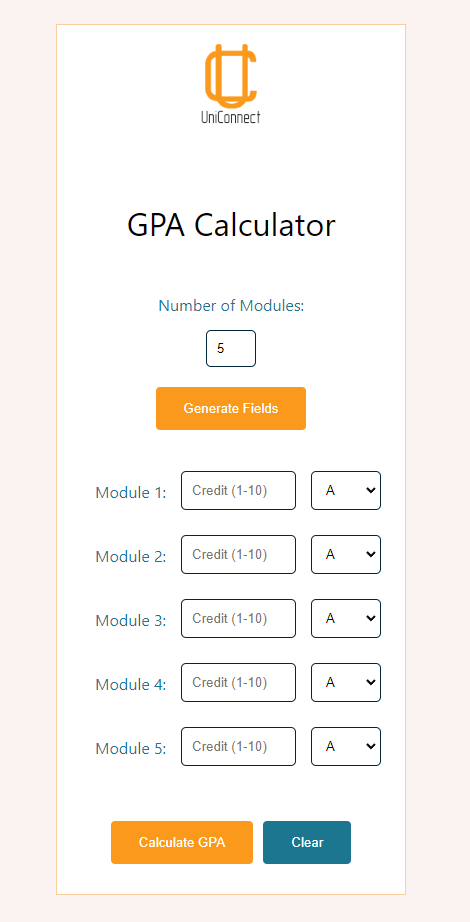 UniConnect
GPA Calculator
Number of Modules:
5
Generate Fields
Module 1: Credit (1-10) A
Module 2: Credit (1-10) A
Module 3: Credit (1-10) A
Module 4: Credit (1-10) A
Module 5: Credit (1-10) A
Calculate GPA Clear